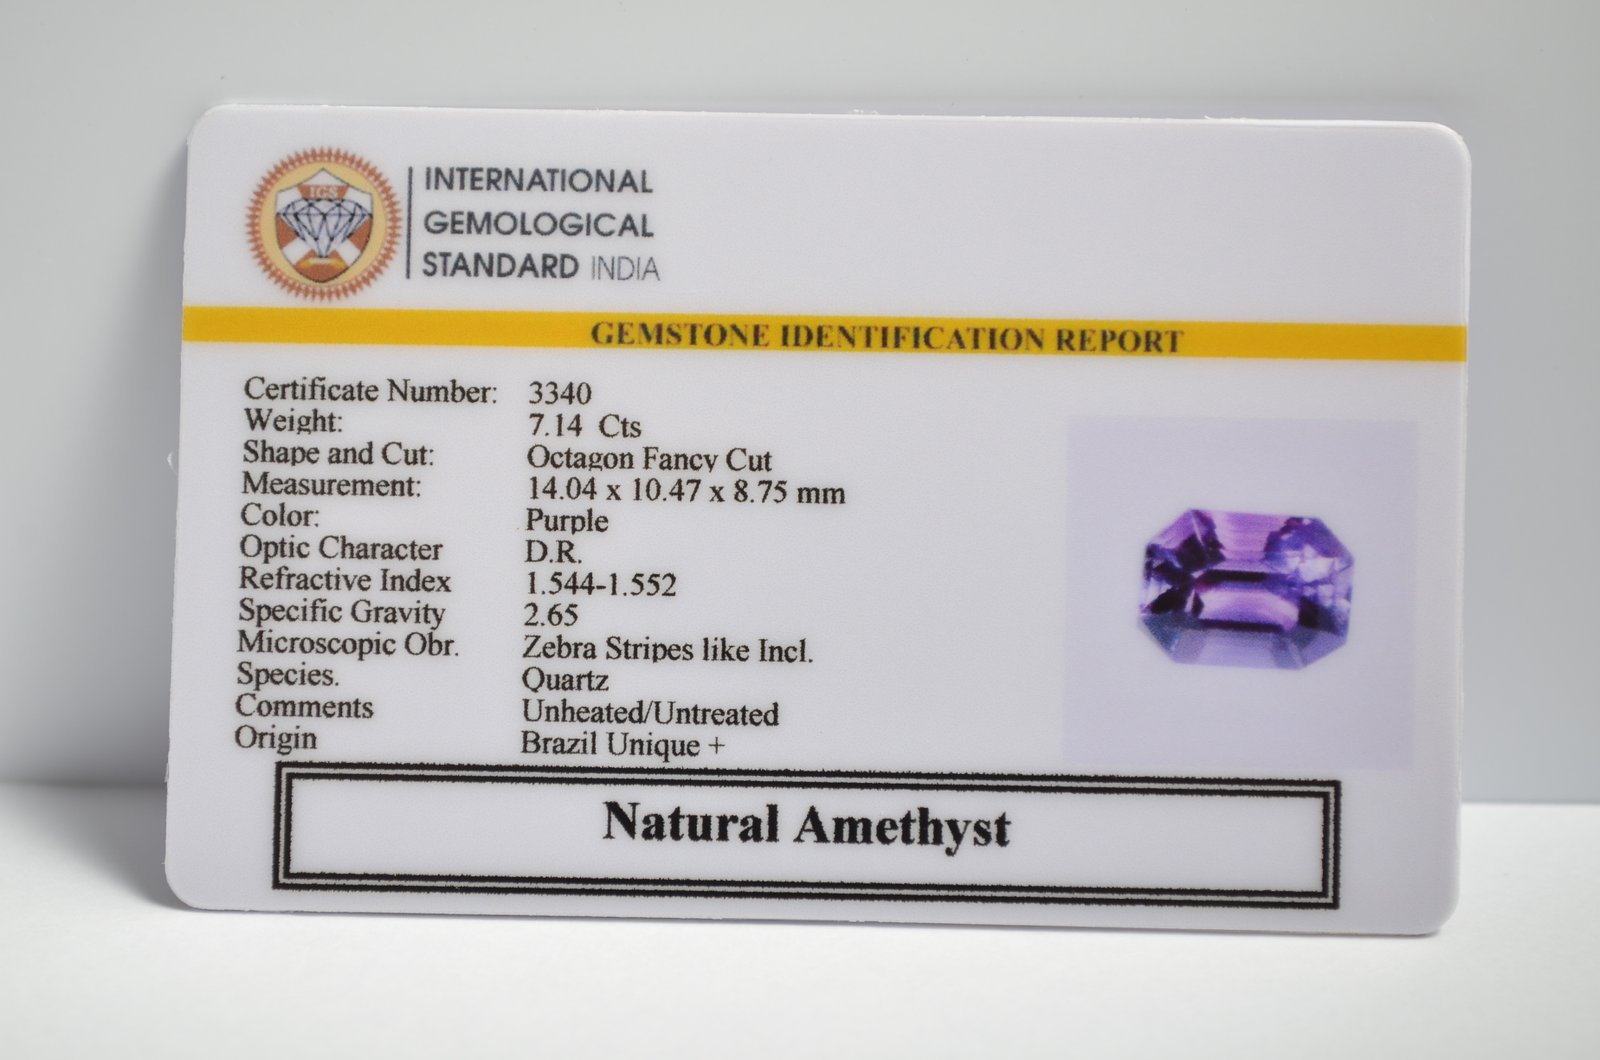 IGS
INTERNATIONAL
GEMOLOGICAL
STANDARD INDIA
GEMSTONE IDENTIFICATION REPORT
Certificate Number: 3340
Weight: 7.14 Cts
Shape and Cut: Octagon Fancy Cut
Measurement: 14.04 x 10.47 x 8.75 mm
Color: Purple
Optic Character D.R.
Refractive Index 1.544-1.552
Specific Gravity 2.65
Microscopic Obr. Zebra Stripes like Incl.
Species. Quartz
Comments Unheated/Untreated
Origin Brazil Unique +
Natural Amethyst